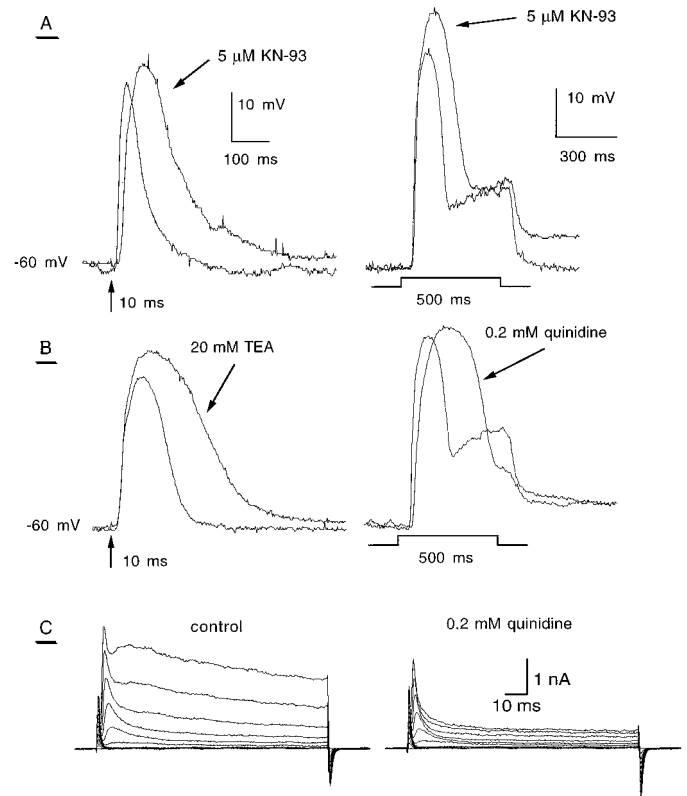 A
5 µM KN-93
5 µM KN-93
10 mV
100 ms
10 mV
300 ms
-60 mV
10 ms
500 ms
B
20 mM TEA
0.2 mM quinidine
-60 mV
10 ms
500 ms
C
control
0.2 mM quinidine
1 nA
10 ms